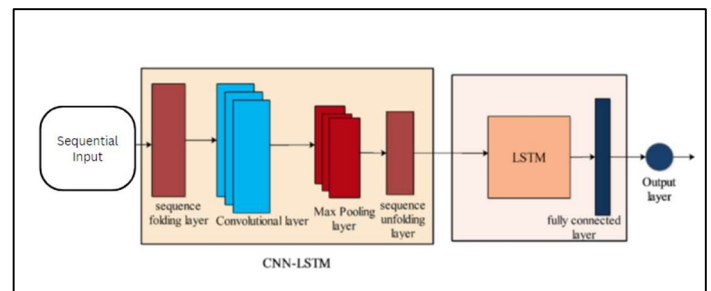 Sequential
Input
sequence
folding layer
Convolutional layer
Max Pooling
layer
sequence
unfolding layer
LSTM
fully connected
layer
Output
layer
CNN-LSTM